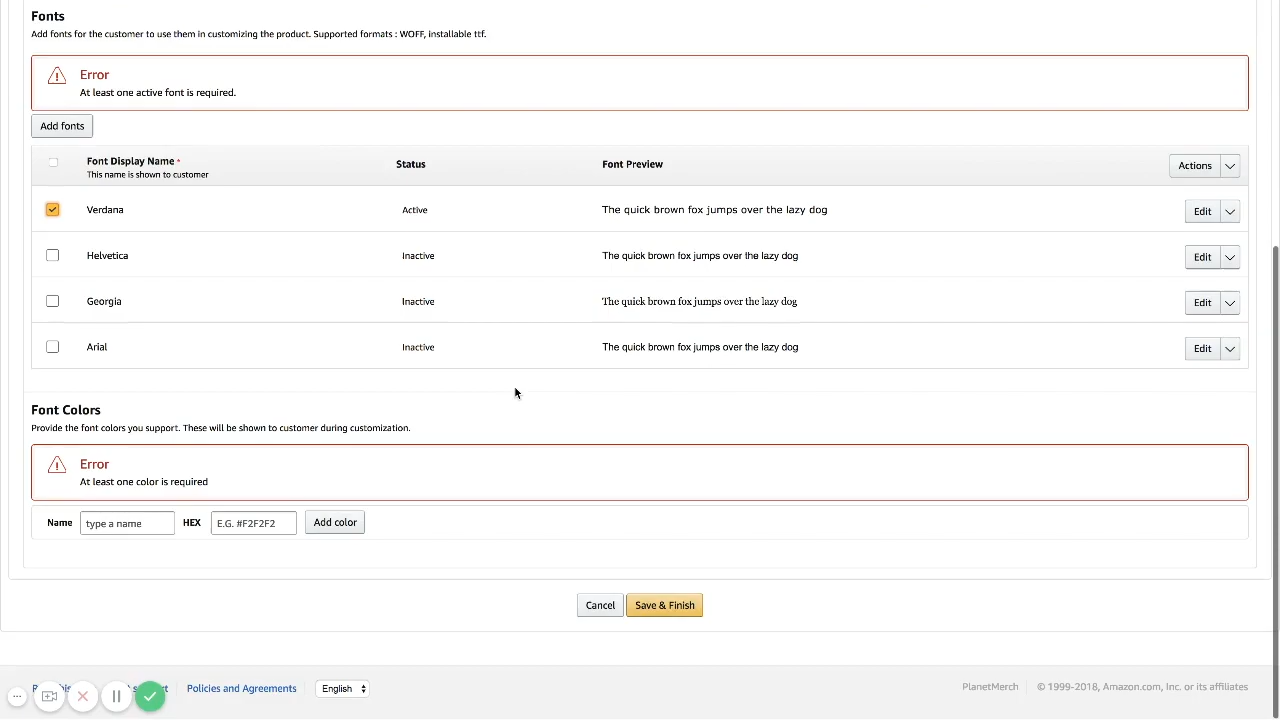 Fonts
Add fonts for the customer to use them in customizing the product. Supported formats : WOFF, installable ttf.
Error
At least one active font is required.
Add fonts
Font Display Name *
This name is shown to customer
Status
Font Preview
Actions
Verdana
Active
The quick brown fox jumps over the lazy dog
Edit
Helvetica
Inactive
The quick brown fox jumps over the lazy dog
Edit
Georgia
Inactive
The quick brown fox jumps over the lazy dog
Edit
Arial
Inactive
The quick brown fox jumps over the lazy dog
Edit
Font Colors
Provide the font colors you support. These will be shown to customer during customization.
Error
At least one color is required
Name
type a name
HEX
E.G. #F2F2F2
Add color
Cancel
Save & Finish
Policies and Agreements
English
PlanetMerch
© 1999-2018, Amazon.com, Inc. or its affiliates